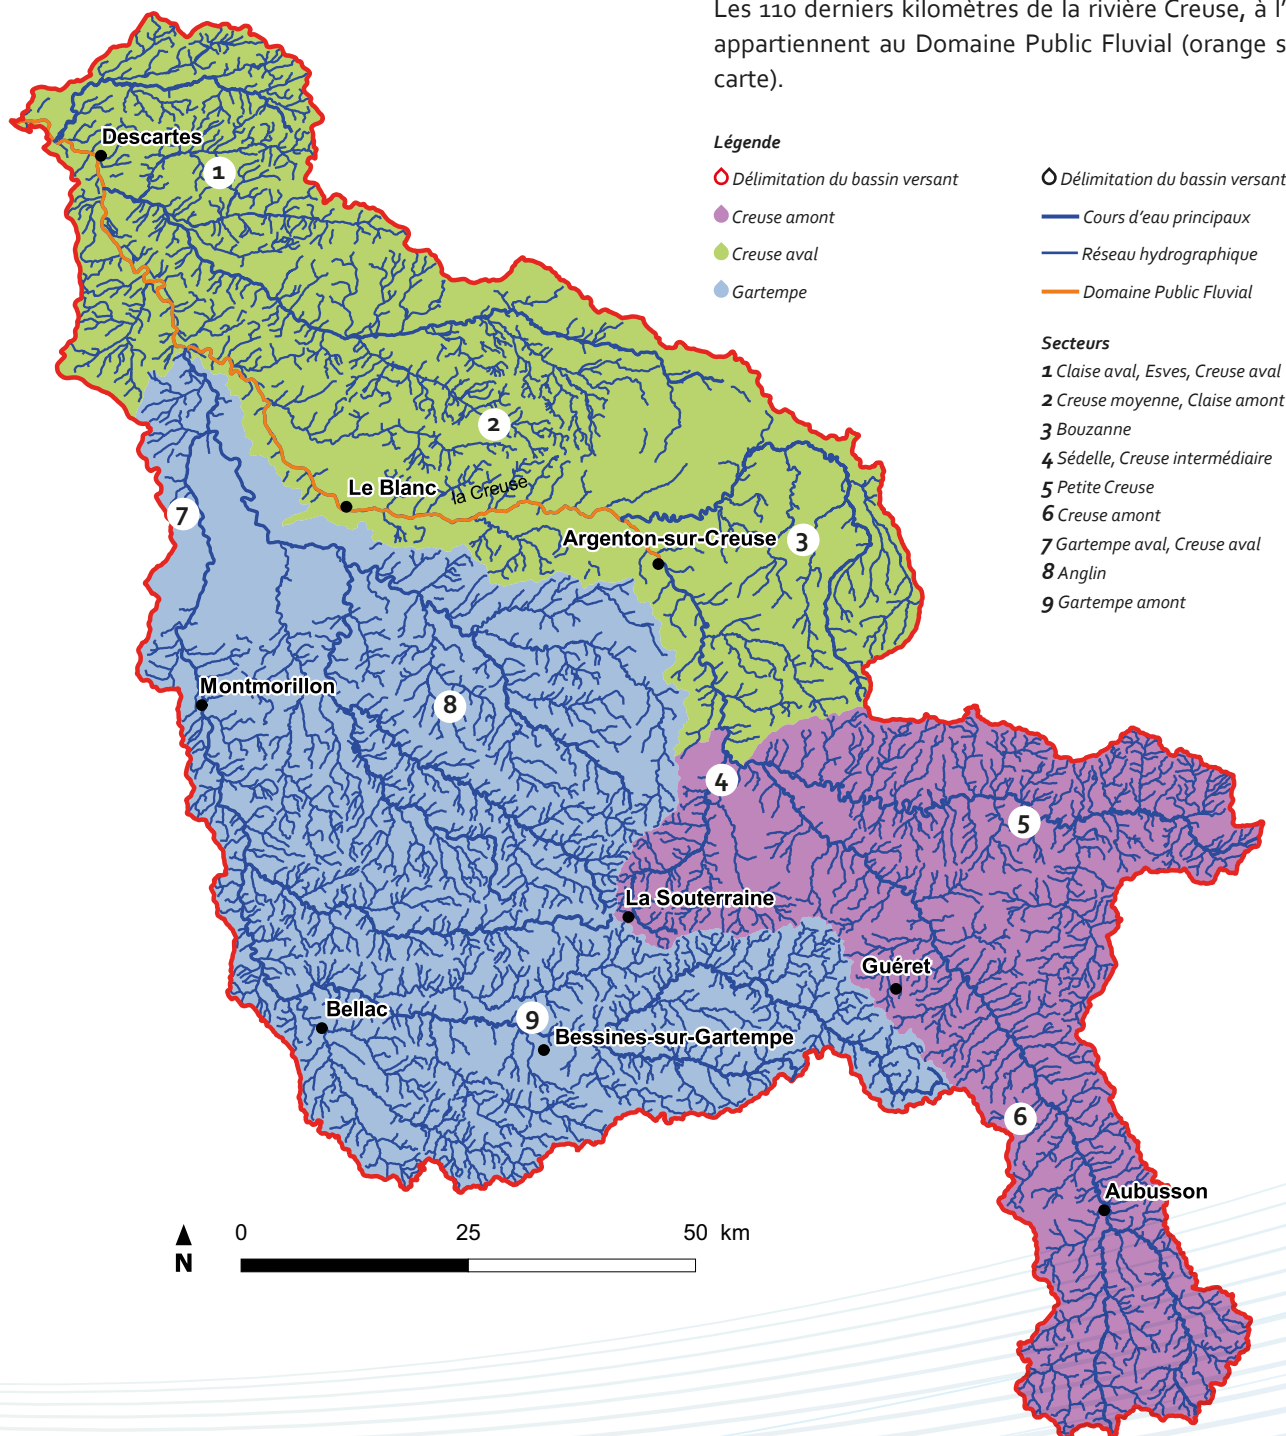 Les 110 derniers kilomètres de la rivière Creuse, à l'
appartiennent au Domaine Public Fluvial (orange s
carte).
Légende
Délimitation du bassin versant
Creuse amont
Creuse aval
Gartempe
Délimitation du bassin versant
Cours d'eau principaux
Réseau hydrographique
Domaine Public Fluvial
Secteurs
1 Claise aval, Esves, Creuse aval
2 Creuse moyenne, Claise amont
3 Bouzanne
4 Sédelle, Creuse intermédiaire
5 Petite Creuse
6 Creuse amont
7 Gartempe aval, Creuse aval
8 Anglin
9 Gartempe amont
Descartes
1
2
Le Blanc
la Creuse
7
Argenton-sur-Creuse
3
Montmorillon
8
4
5
La Souterraine
Guéret
Bellac
9
Bessines-sur-Gartempe
6
Aubusson
N
0 25 50 km